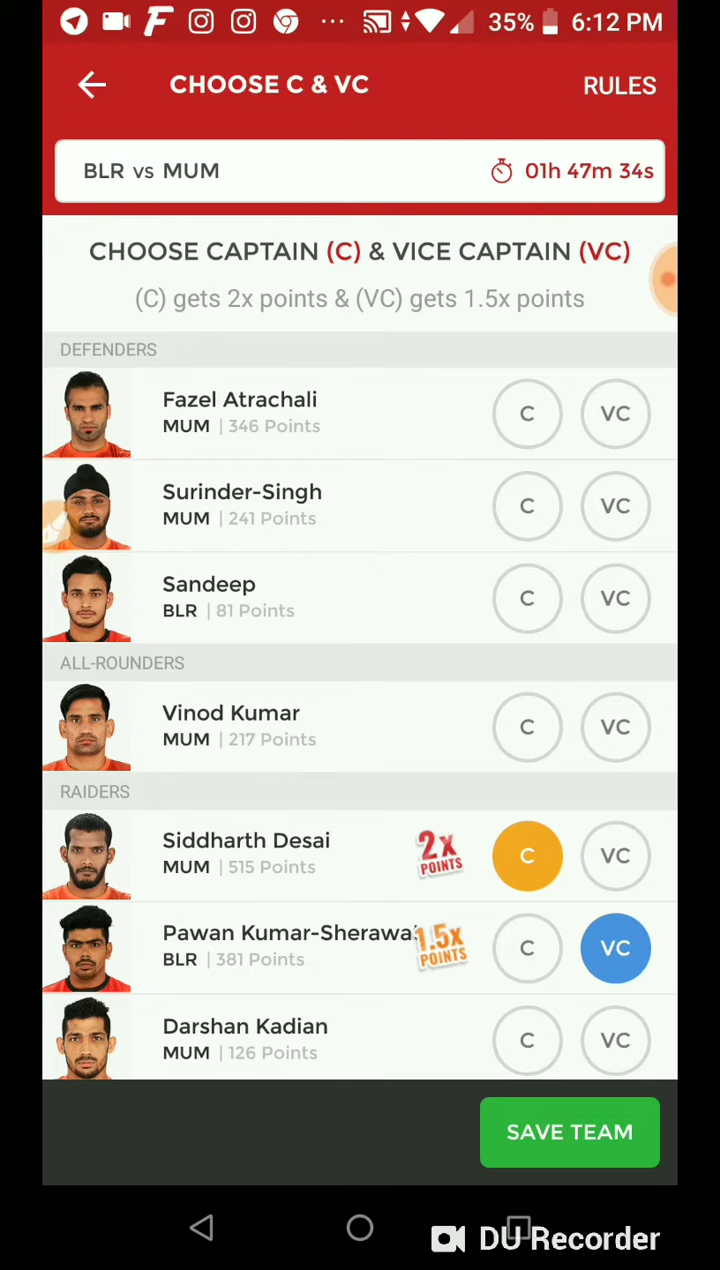 35% 6:12 PM
CHOOSE C & VC RULES
BLR vs MUM 01h 47m 34s
CHOOSE CAPTAIN (C) & VICE CAPTAIN (VC)
(C) gets 2x points & (VC) gets 1.5x points
DEFENDERS
Fazel Atrachali
MUM | 346 Points
C VC
Surinder-Singh
MUM | 241 Points
C VC
Sandeep
BLR | 81 Points
C VC
ALL-ROUNDERS
Vinod Kumar
MUM | 217 Points
C VC
RAIDERS
Siddharth Desai
MUM | 515 Points
2x
POINTS
C VC
Pawan Kumar-Sherawa
BLR | 381 Points
1.5x
POINTS
C VC
Darshan Kadian
MUM | 126 Points
C VC
SAVE TEAM
DU Recorder